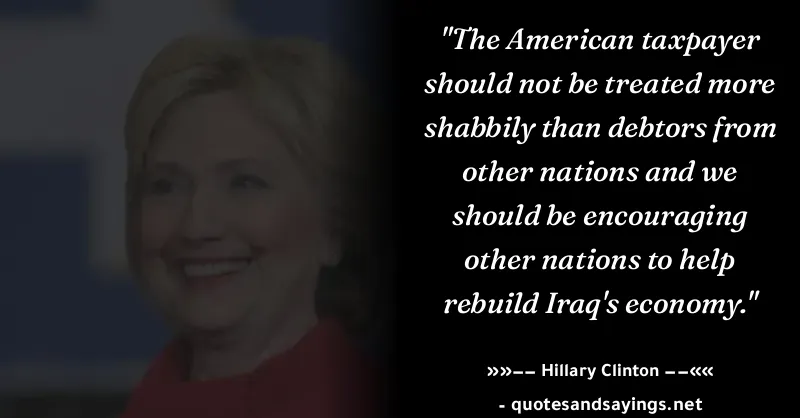 "The American taxpayer
should not be treated more
shabbily than debtors from
other nations and we
should be encouraging
other nations to help
rebuild Iraq's economy."
»»–– Hillary Clinton ––««
- quotesandsayings.net